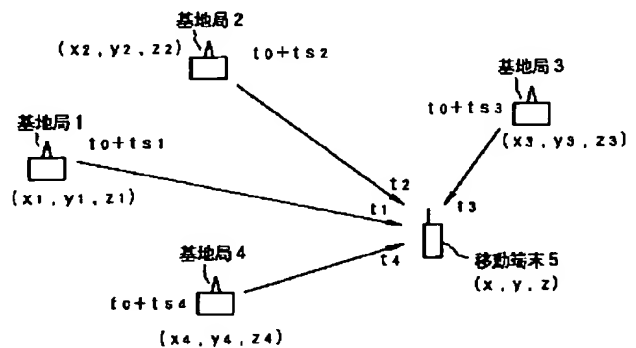 基地局2
(x2, y2, z2)
t0+ts2
基地局3
t0+ts3
(x3, y3, z3)
基地局1
t0+ts1
(x1, y1, z1)
t2
t1
t3
t4
基地局4
t0+ts4
(x4, y4, z4)
移動端末5
(x, y, z)